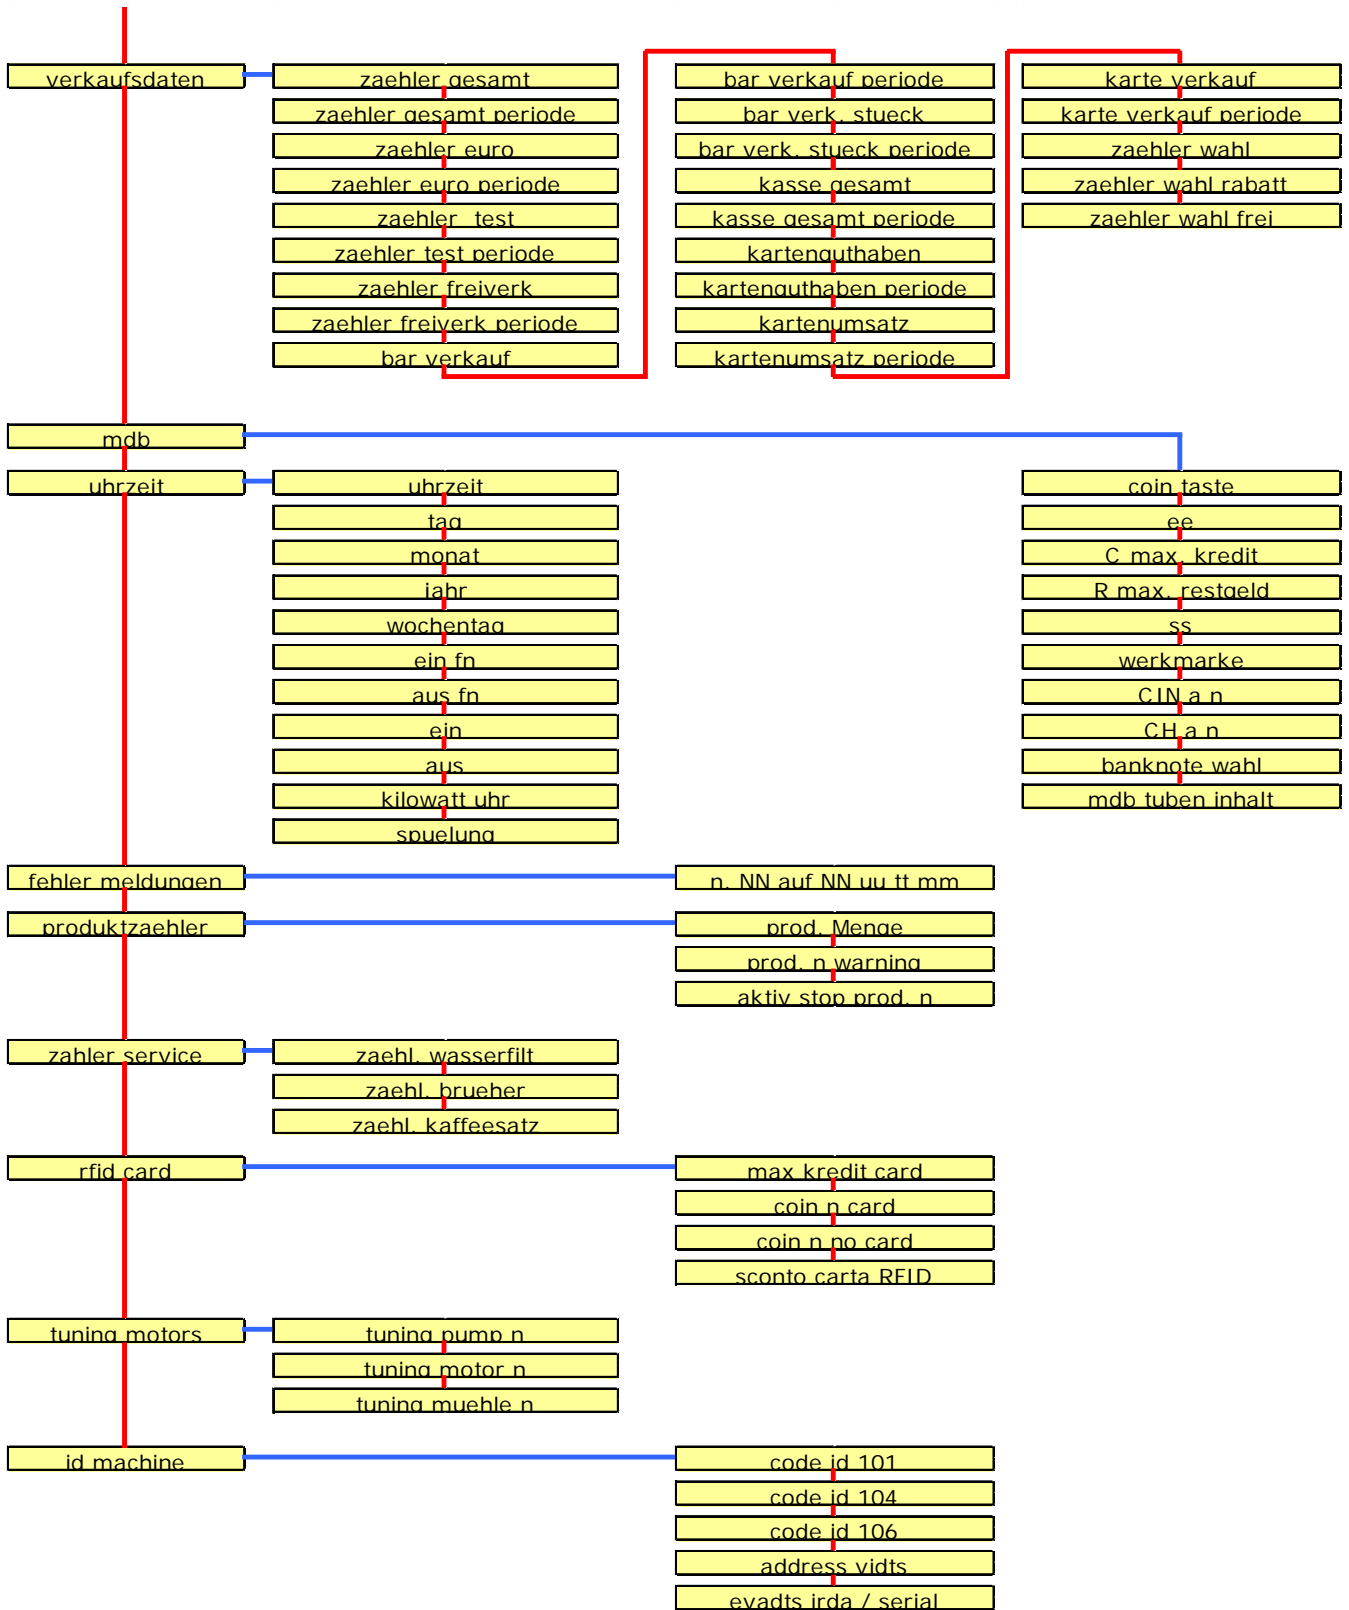 verkaufsdaten
zaehler gesamt
zaehler gesamt periode
zaehler euro
zaehler euro periode
zaehler  test
zaehler test periode
zaehler freiverk
zaehler freiverk periode
bar verkauf
bar verkauf periode
bar verk. stueck
bar verk. stueck periode
kasse gesamt
kasse gesamt periode
kartenguthaben
kartenguthaben periode
kartenumsatz
kartenumsatz periode
karte verkauf
karte verkauf periode
zaehler wahl
zaehler wahl rabatt
zaehler wahl frei
mdb
coin taste
ee
C max. kredit
R max. restgeld
ss
werkmarke
CIN a n
CH a n
banknote wahl
mdb tuben inhalt
uhrzeit
uhrzeit
tag
monat
jahr
wochentag
ein fn
aus fn
ein
aus
kilowatt uhr
spuelung
fehler meldungen
n. NN auf NN uu tt mm
produktzaehler
prod. Menge
prod. n warning
aktiv stop prod. n
zahler service
zaehl. wasserfilt
zaehl. brueher
zaehl. kaffeesatz
rfid card
max kredit card
coin n card
coin n no card
sconto carta RFID
tuning motors
tuning pump n
tuning motor n
tuning muehle n
id machine
code id 101
code id 104
code id 106
address vidts
evadts irda / serial